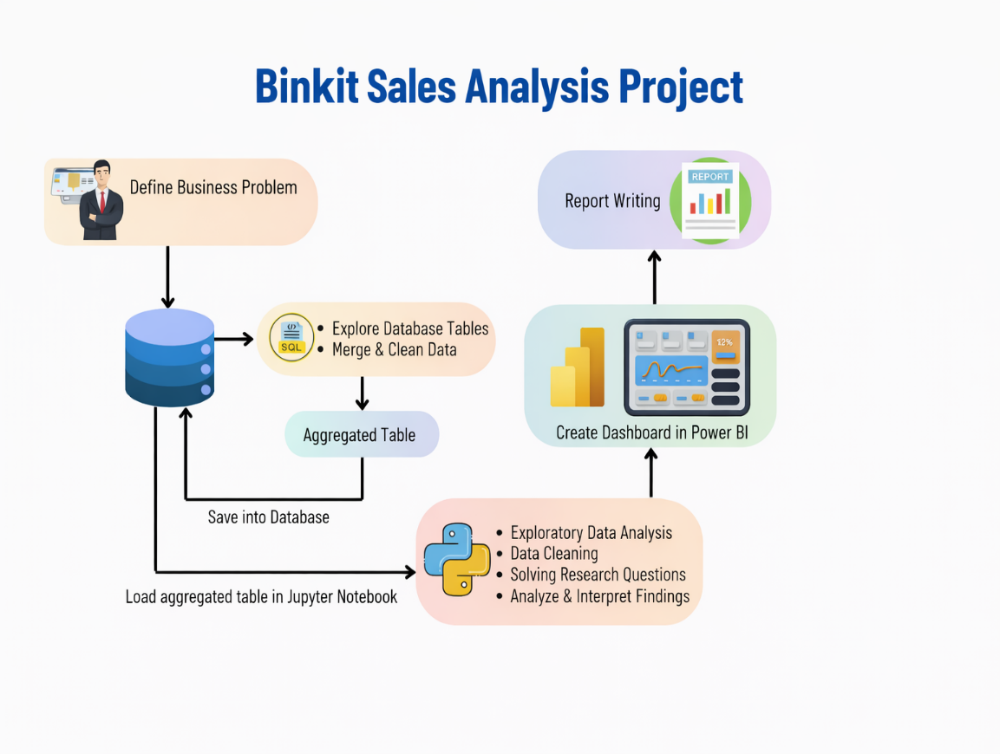 Binkit Sales Analysis Project
Define Business Problem
SQL
• Explore Database Tables
• Merge & Clean Data
Aggregated Table
Save into Database
Load aggregated table in Jupyter Notebook
• Exploratory Data Analysis
• Data Cleaning
• Solving Research Questions
• Analyze & Interpret Findings
12%
Create Dashboard in Power BI
Report Writing
REPORT